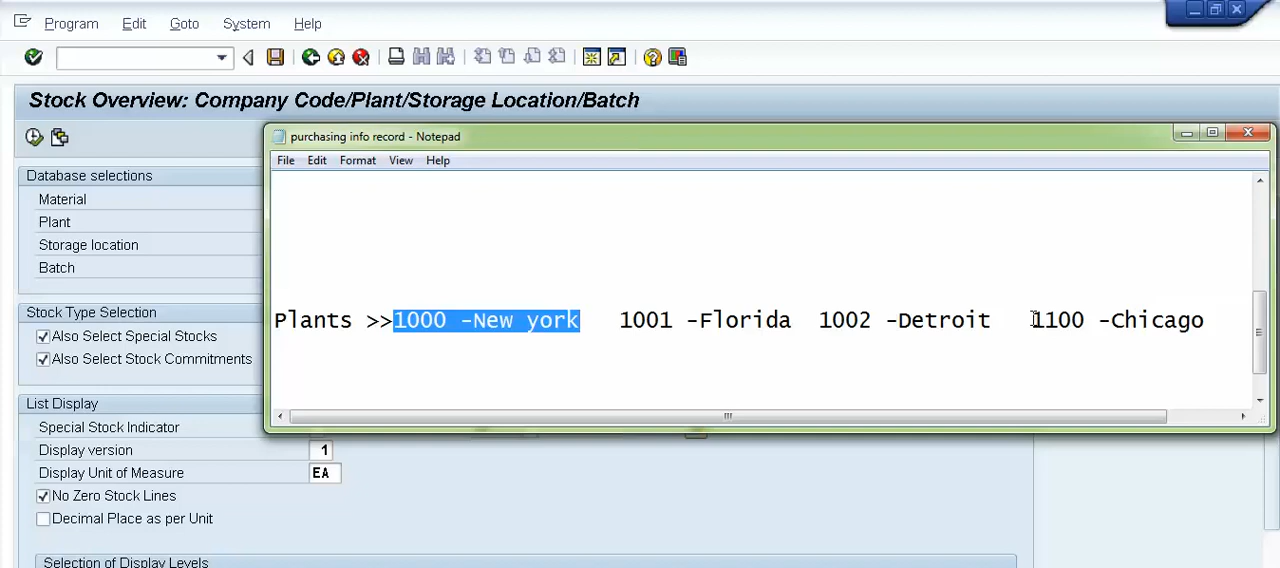 Program Edit Goto System Help
Stock Overview: Company Code/Plant/Storage Location/Batch
purchasing info record - Notepad
File Edit Format View Help
Plants >>1000 -New york 1001 -Florida 1002 -Detroit 1100 -Chicago
Database selections
Material
Plant
Storage location
Batch
Stock Type Selection
Also Select Special Stocks
Also Select Stock Commitments
List Display
Special Stock Indicator
Display version 1
Display Unit of Measure EA
No Zero Stock Lines
Decimal Place as per Unit
Selection of Display Levels